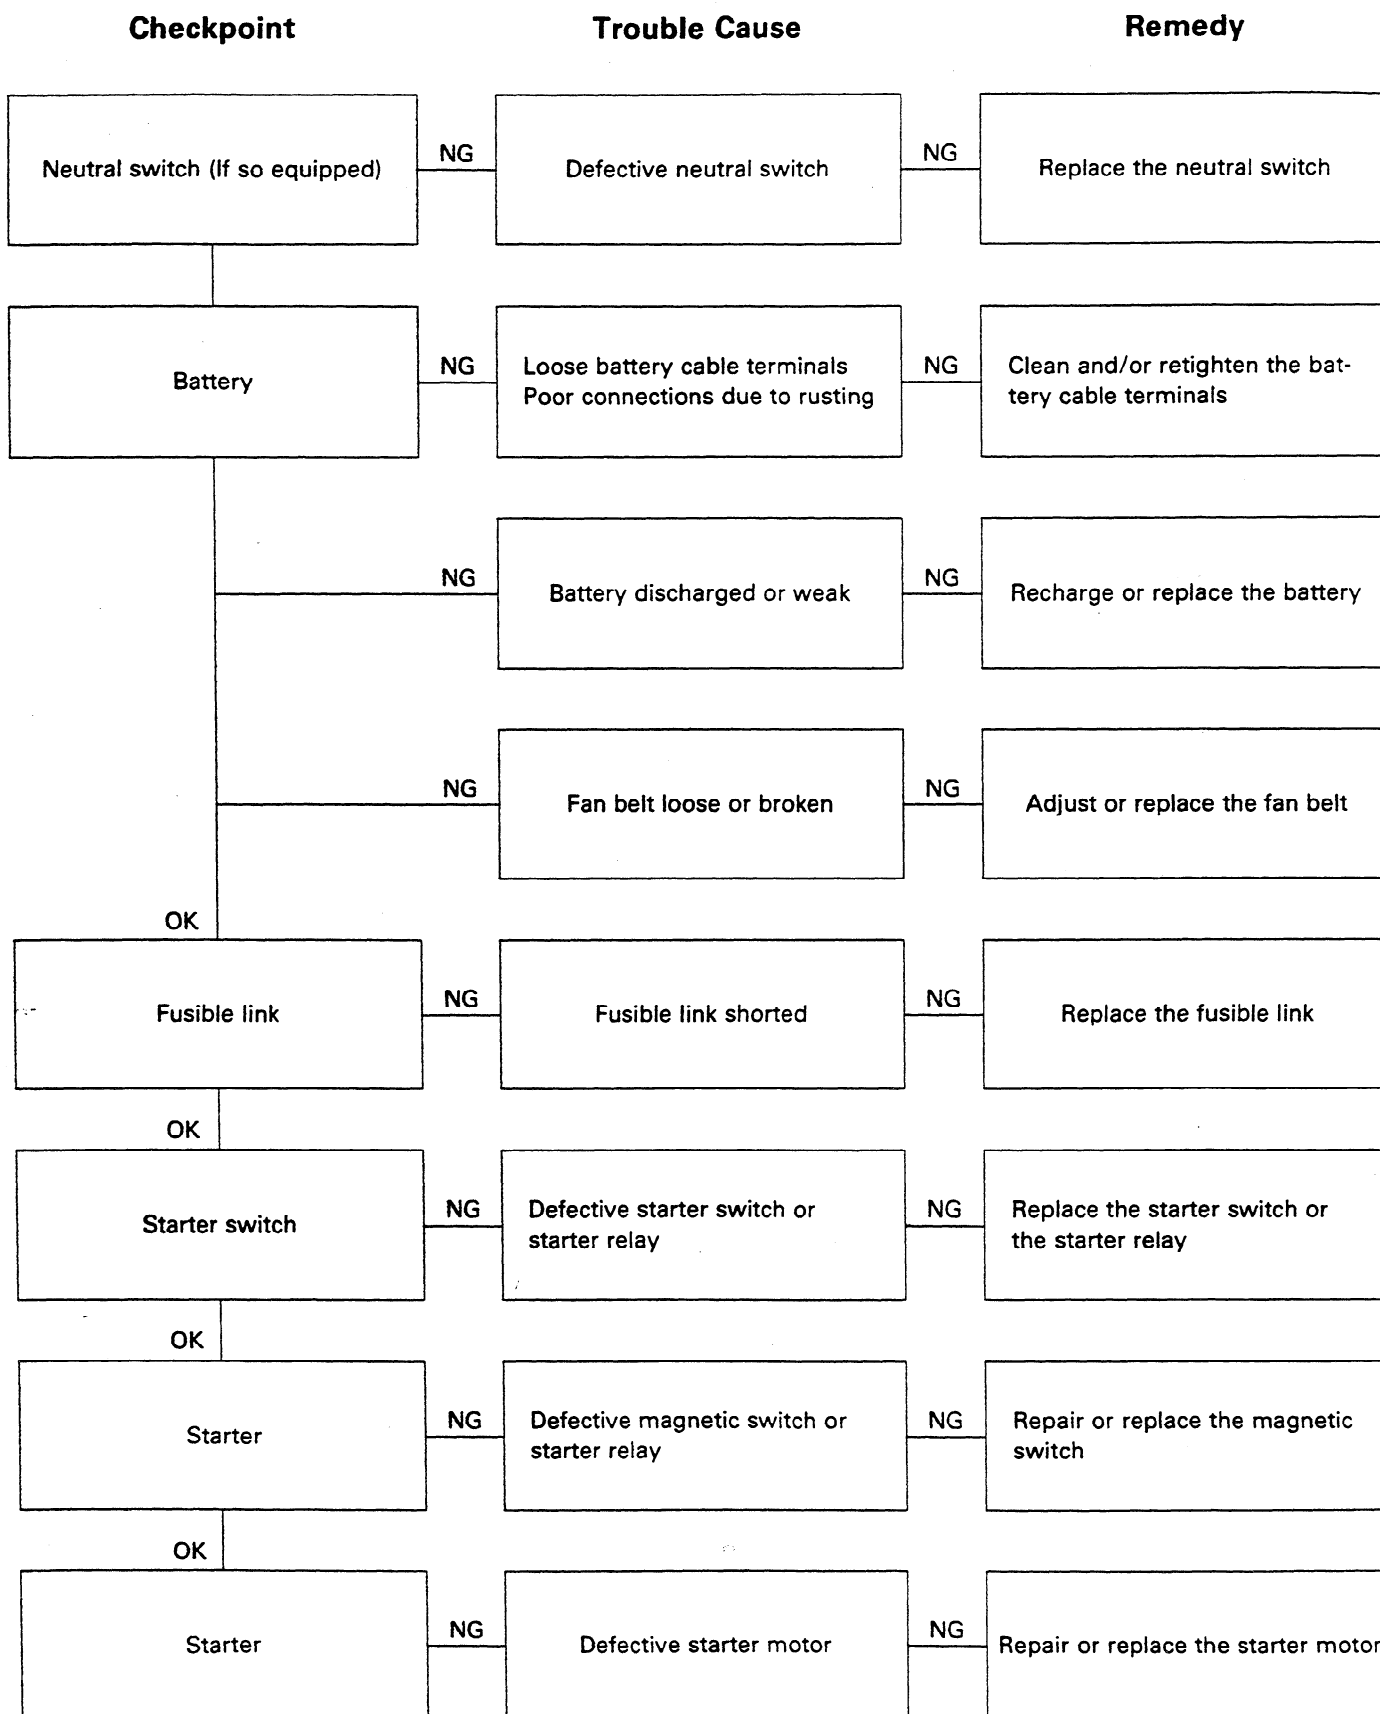 Checkpoint Trouble Cause Remedy
Neutral switch (If so equipped) NG Defective neutral switch NG Replace the neutral switch
Battery NG Loose battery cable terminals
Poor connections due to rusting NG Clean and/or retighten the bat-
tery cable terminals
NG Battery discharged or weak NG Recharge or replace the battery
NG Fan belt loose or broken NG Adjust or replace the fan belt
OK
Fusible link NG Fusible link shorted NG Replace the fusible link
OK
Starter switch NG Defective starter switch or
starter relay NG Replace the starter switch or
the starter relay
OK
Starter NG Defective magnetic switch or
starter relay NG Repair or replace the magnetic
switch
OK
Starter NG Defective starter motor NG Repair or replace the starter motor